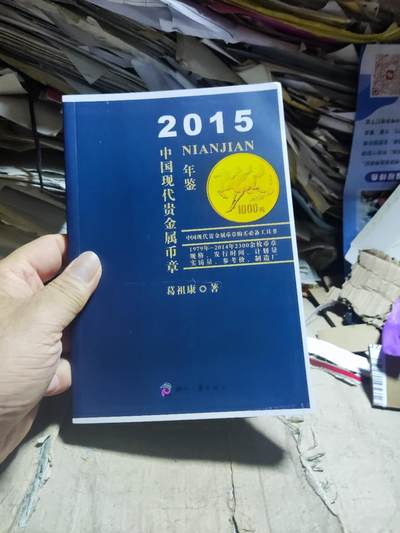 2015
NIANJIAN
中国现代贵金属币章
年鉴
1000元
中国现代贵金属币章购买必备工具书
1979年-2014年2300余枚币章
规格、发行时间、计划量
实铸量、参考价、制造厂
葛祖康◎著